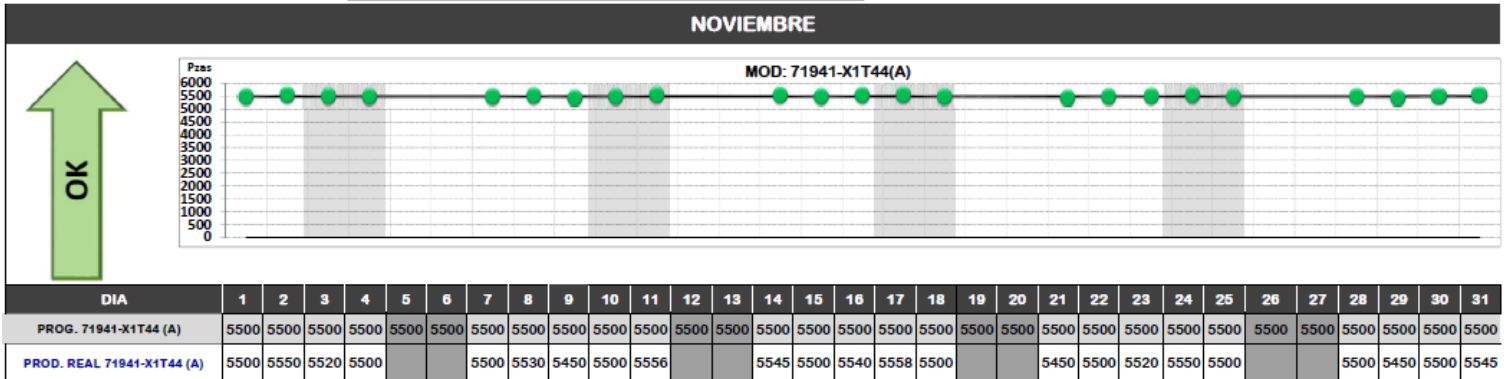 NOVIEMBRE
OK
Pzas
MOD: 71941-X1T44(A)
6000
5500
5000
4500
4000
3500
3000
2500
2000
1500
1000
500
0
DIA 1 2 3 4 5 6 7 8 9 10 11 12 13 14 15 16 17 18 19 20 21 22 23 24 25 26 27 28 29 30 31
PROG. 71941-X1T44 (A) 5500 5500 5500 5500 5500 5500 5500 5500 5500 5500 5500 5500 5500 5500 5500 5500 5500 5500 5500 5500 5500 5500 5500 5500 5500 5500 5500 5500 5500 5500 5500
PROD. REAL 71941-X1T44 (A) 5500 5550 5520 5500 5500 5530 5450 5500 5556 5545 5500 5540 5558 5500 5450 5500 5520 5550 5500 5500 5450 5500 5545